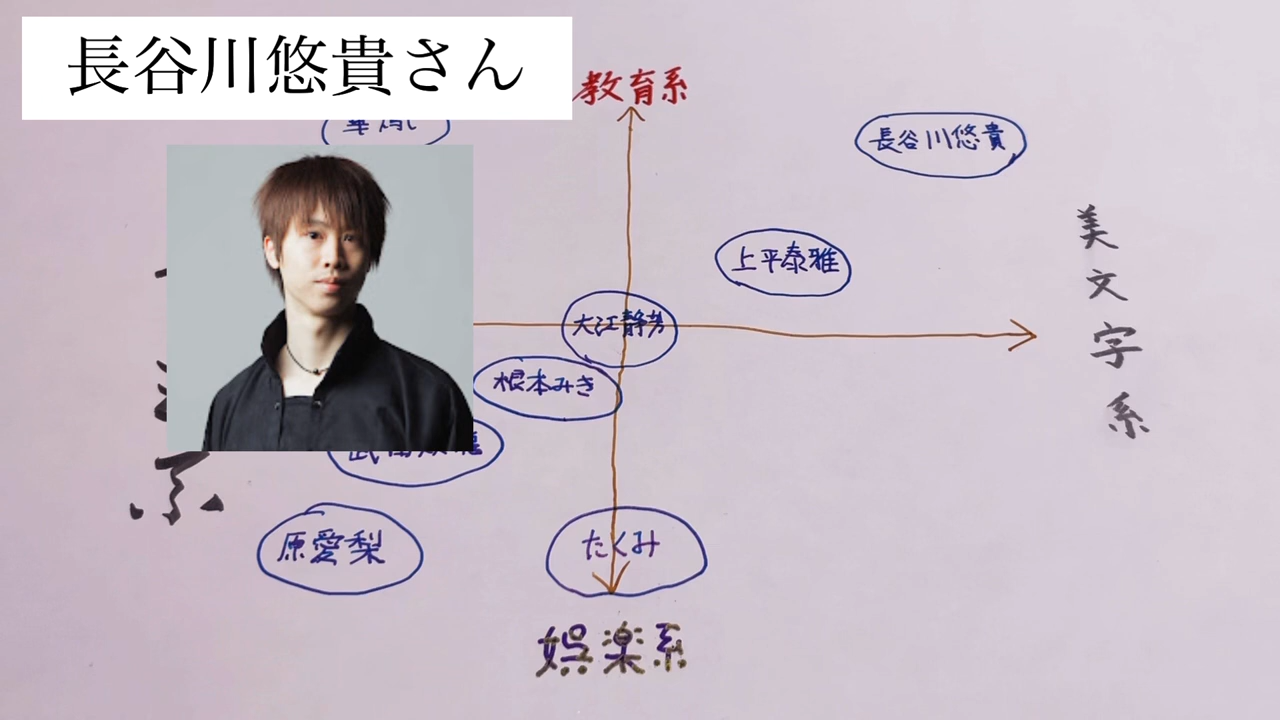 長谷川悠貴さん
教育系
長谷川悠貴
美文字系
上平泰雅
大江静芳
根本みき
原愛梨
たくみ
娯楽系
系